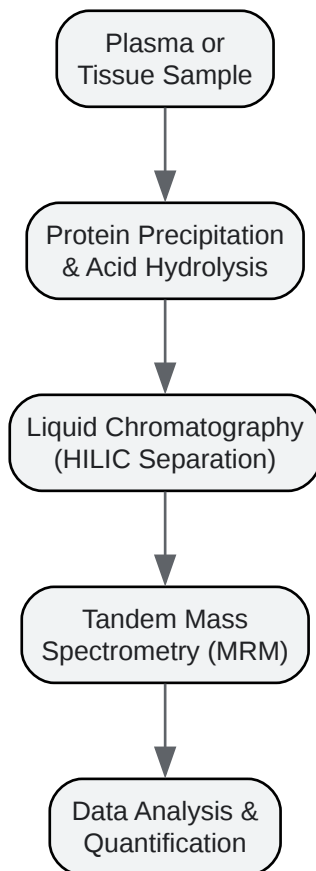 Plasma or
Tissue Sample
Protein Precipitation
& Acid Hydrolysis
Liquid Chromatography
(HILIC Separation)
Tandem Mass
Spectrometry (MRM)
Data Analysis &
Quantification